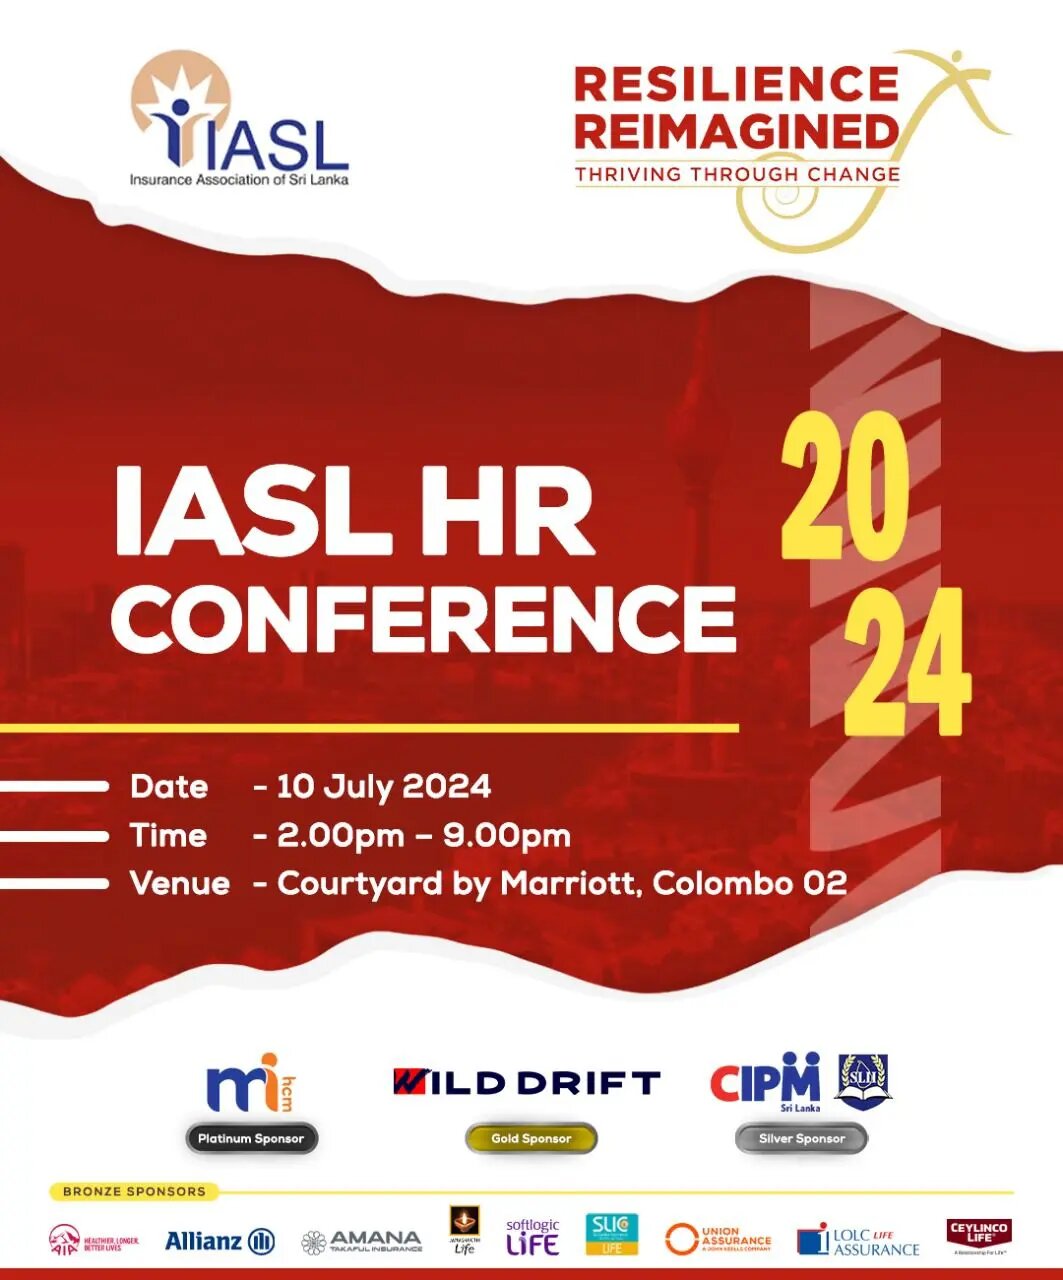 IASL
Insurance Association of Sri Lanka
RESILIENCE
REIMAGINED
THRIVING THROUGH CHANGE
IASL HR
CONFERENCE
20
24
Date - 10 July 2024
Time - 2.00pm – 9.00pm
Venue - Courtyard by Marriott, Colombo 02
mi hcm
WILD DRIFT
CIPM
Sri Lanka
SLII
Platinum Sponsor
Gold Sponsor
Silver Sponsor
BRONZE SPONSORS
AIA
HEALTHIER, LONGER,
BETTER LIVES
Allianz
AMANA
TAKAFUL INSURANCE
Life
softlogic
LIFE
SLIC
LIFE
UNION
ASSURANCE
A JOHN KEELLS COMPANY
LOLC LIFE
ASSURANCE
CEYLINCO
LIFE
A Relationship For Life